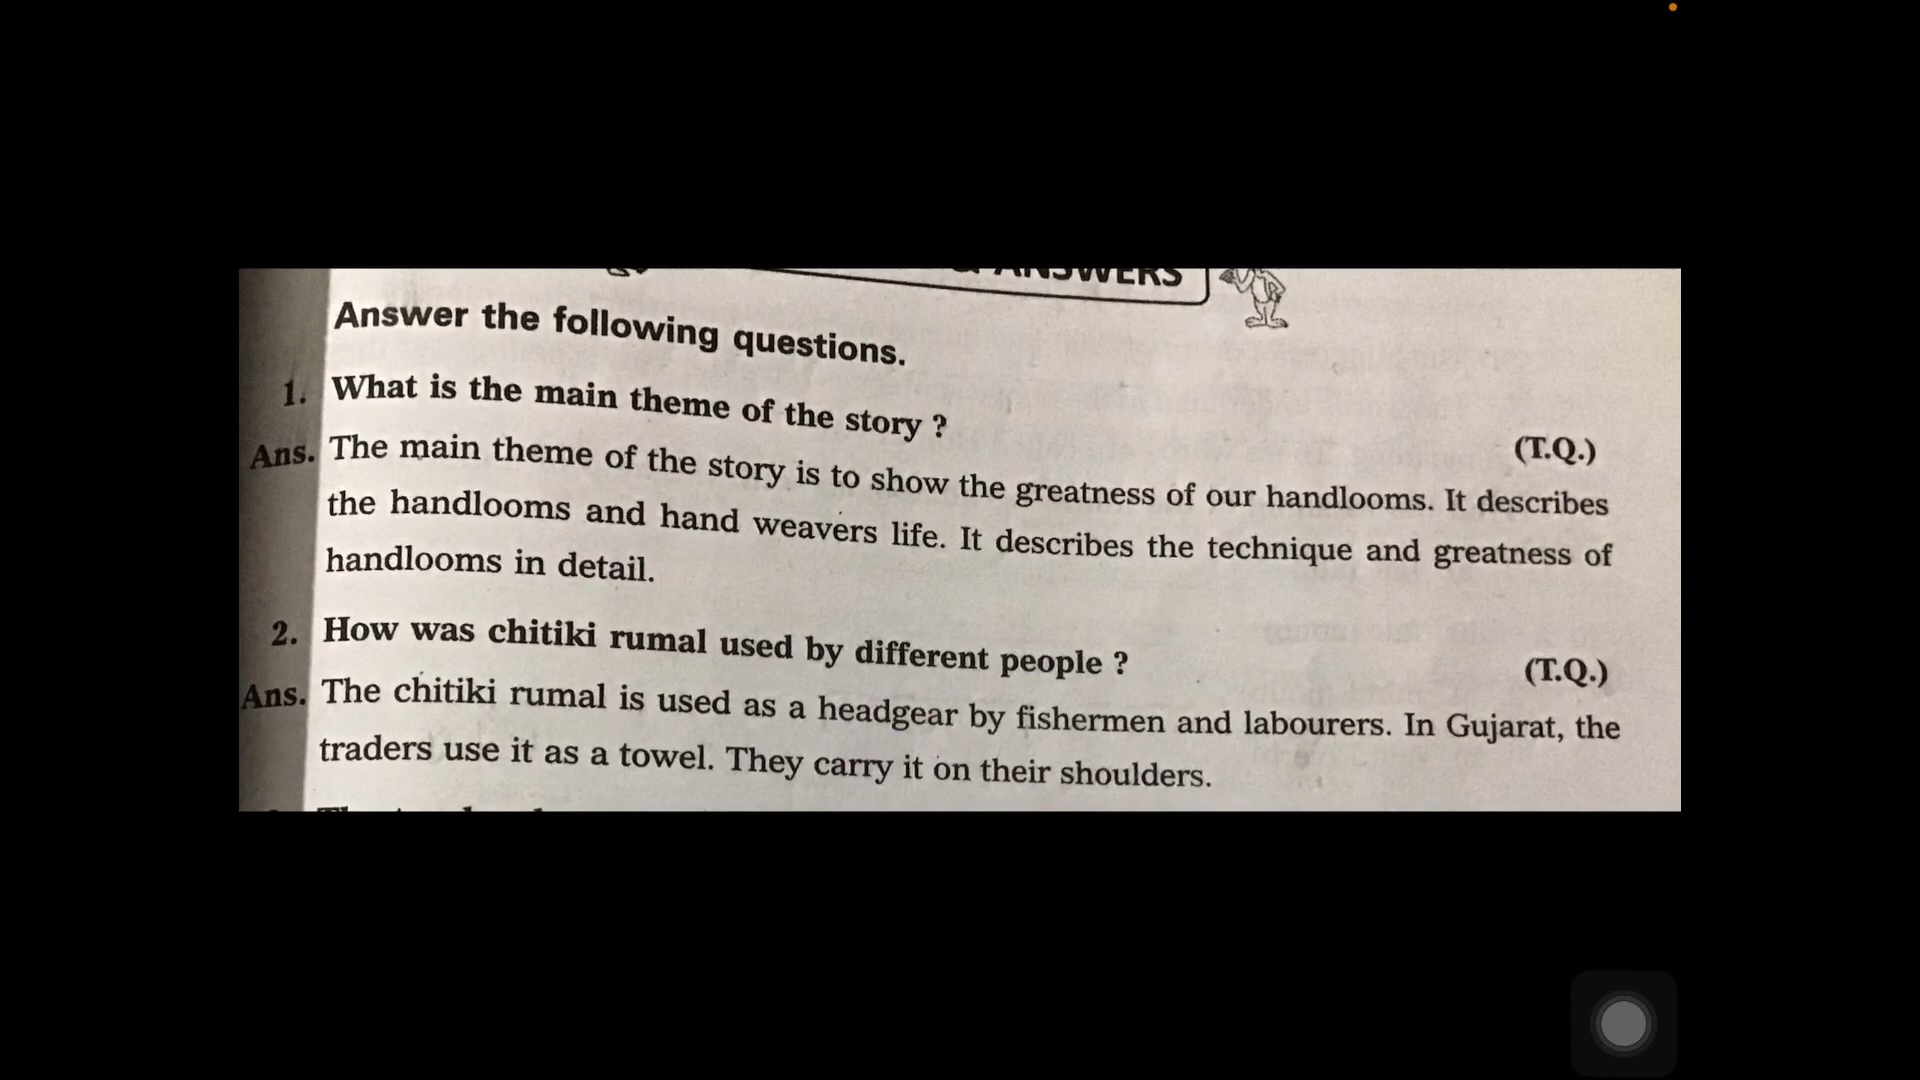 & ANSWERS
Answer the following questions.
1. What is the main theme of the story ?
(T.Q.)
Ans. The main theme of the story is to show the greatness of our handlooms. It describes
the handlooms and hand weavers life. It describes the technique and greatness of
handlooms in detail.
2. How was chitiki rumal used by different people ?
(T.Q.)
Ans. The chitiki rumal is used as a headgear by fishermen and labourers. In Gujarat, the
traders use it as a towel. They carry it on their shoulders.